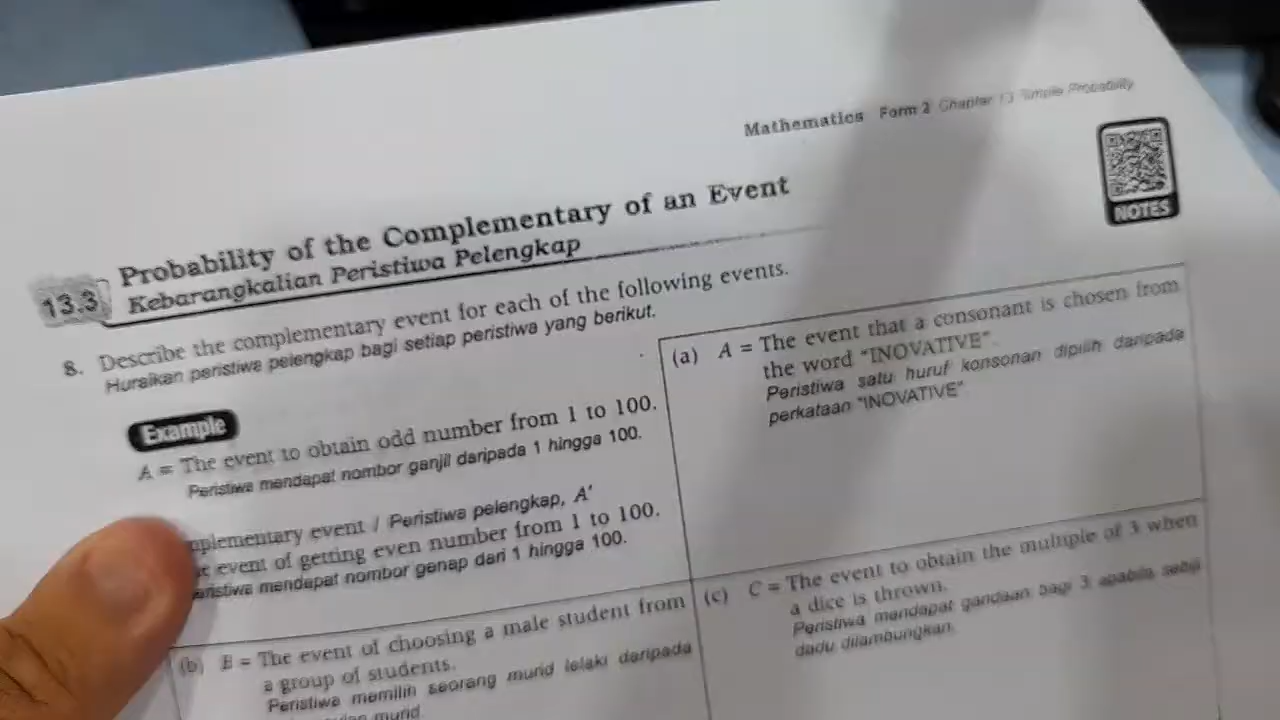 Mathematics Form 2 Chapter 13 Simple Probability
NOTES
13.3 Probability of the Complementary of an Event
Kebarangkalian Peristiwa Pelengkap
8. Describe the complementary event for each of the following events.
Huraikan peristiwa pelengkap bagi setiap peristiwa yang berikut.
Example
A = The event to obtain odd number from 1 to 100.
Peristiwa mendapat nombor ganjil daripada 1 hingga 100.
mplementary event / Peristiwa pelengkap, A'
event of getting even number from 1 to 100.
ristiwa mendapat nombor genap dari 1 hingga 100.
(a) A = The event that a consonant is chosen from
the word "INOVATIVE".
Peristiwa satu huruf konsonan dipilih daripada
perkataan "INOVATIVE"
(b) B = The event of choosing a male student from
a group of students.
Peristiwa memilih seorang murid lelaki daripada
murid
(c) C = The event to obtain the multiple of 3 when
a dice is thrown.
Peristiwa mendapat gandaan bagi 3 apabila sebiji
dadu dilambungkan.